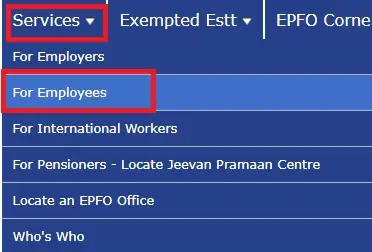 Services ▾ Exempted Estt ▾ EPFO Corne
For Employers
For Employees
For International Workers
For Pensioners - Locate Jeevan Pramaan Centre
Locate an EPFO Office
Who's Who